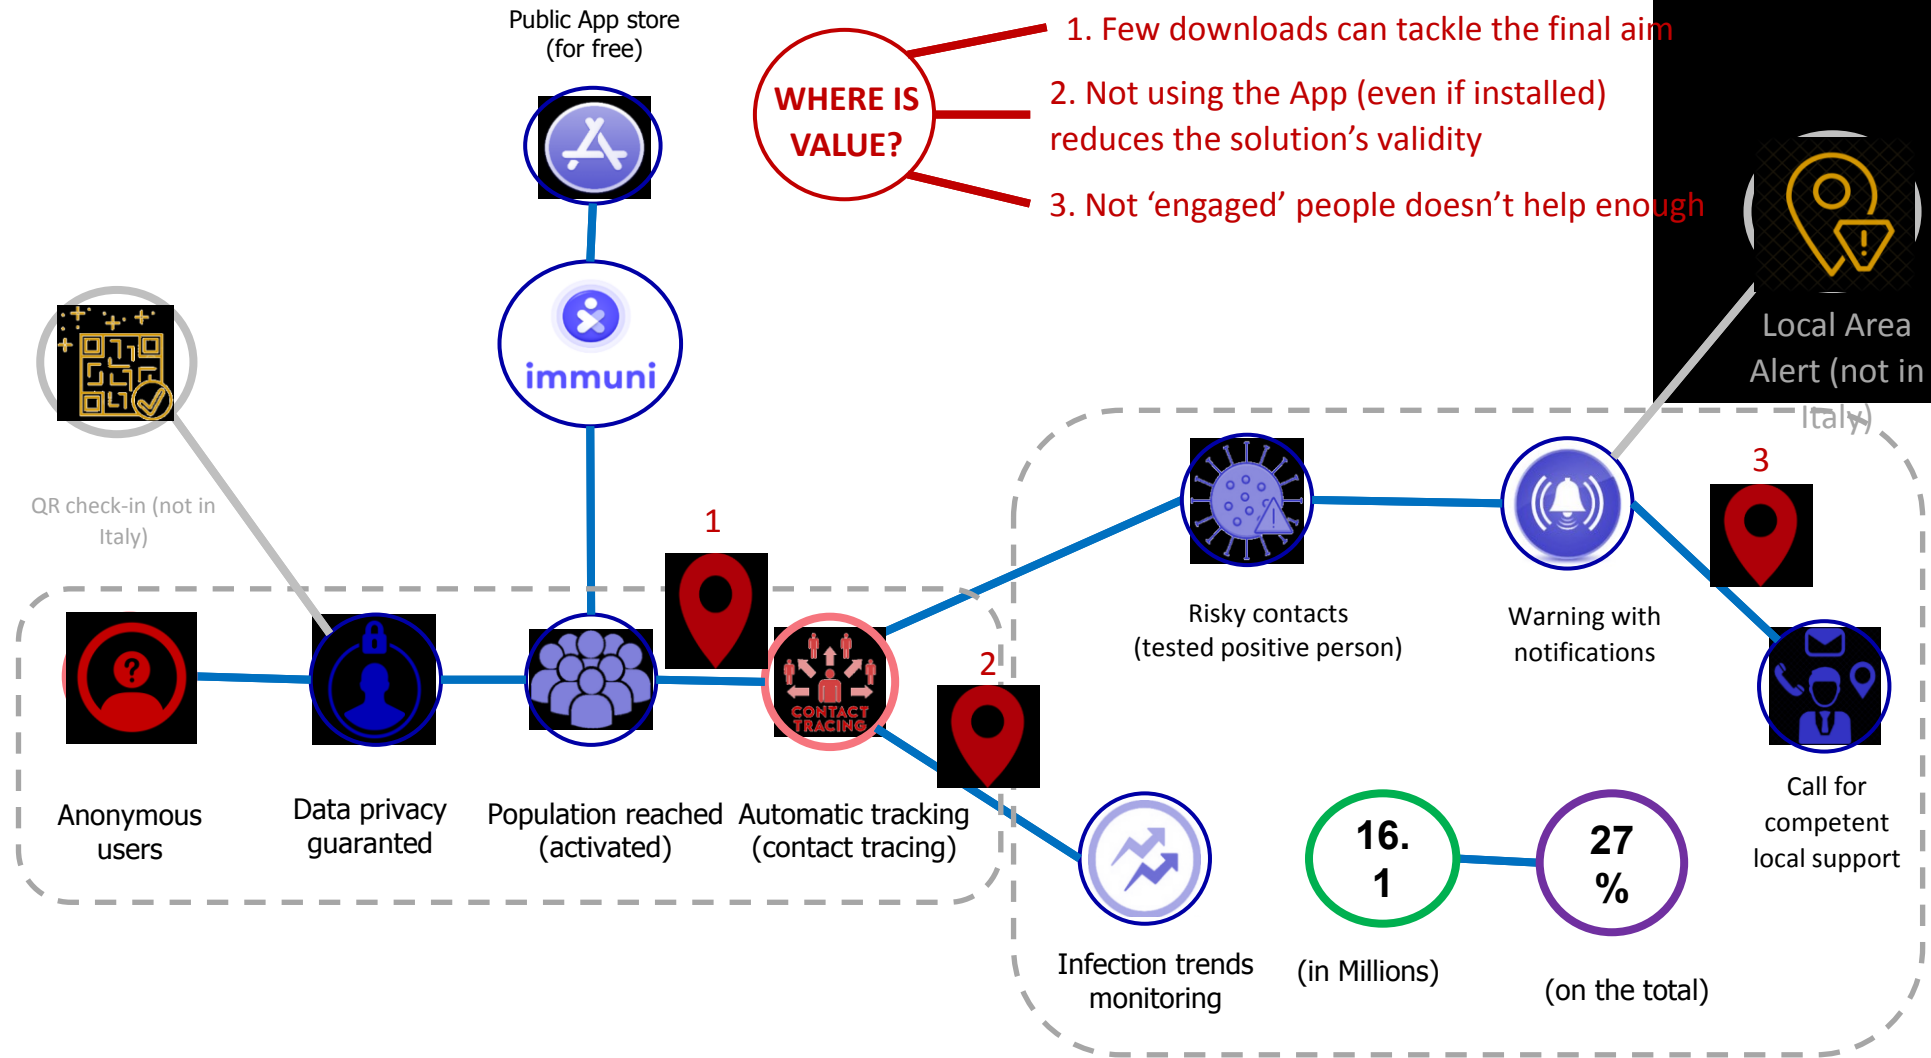 Public App store
(for free)
WHERE IS
VALUE?
1. Few downloads can tackle the final aim
2. Not using the App (even if installed)
reduces the solution’s validity
3. Not ‘engaged’ people doesn’t help enough
Local Area
Alert (not in
Italy)
immuni
QR check-in (not in
Italy)
1
2
3
CONTACT
TRACING
Risky contacts
(tested positive person)
Warning with
notifications
Anonymous
users
Data privacy
guaranted
Population reached
(activated)
Automatic tracking
(contact tracing)
Call for
competent
local support
16.
1
27
%
Infection trends
monitoring
(in Millions)
(on the total)